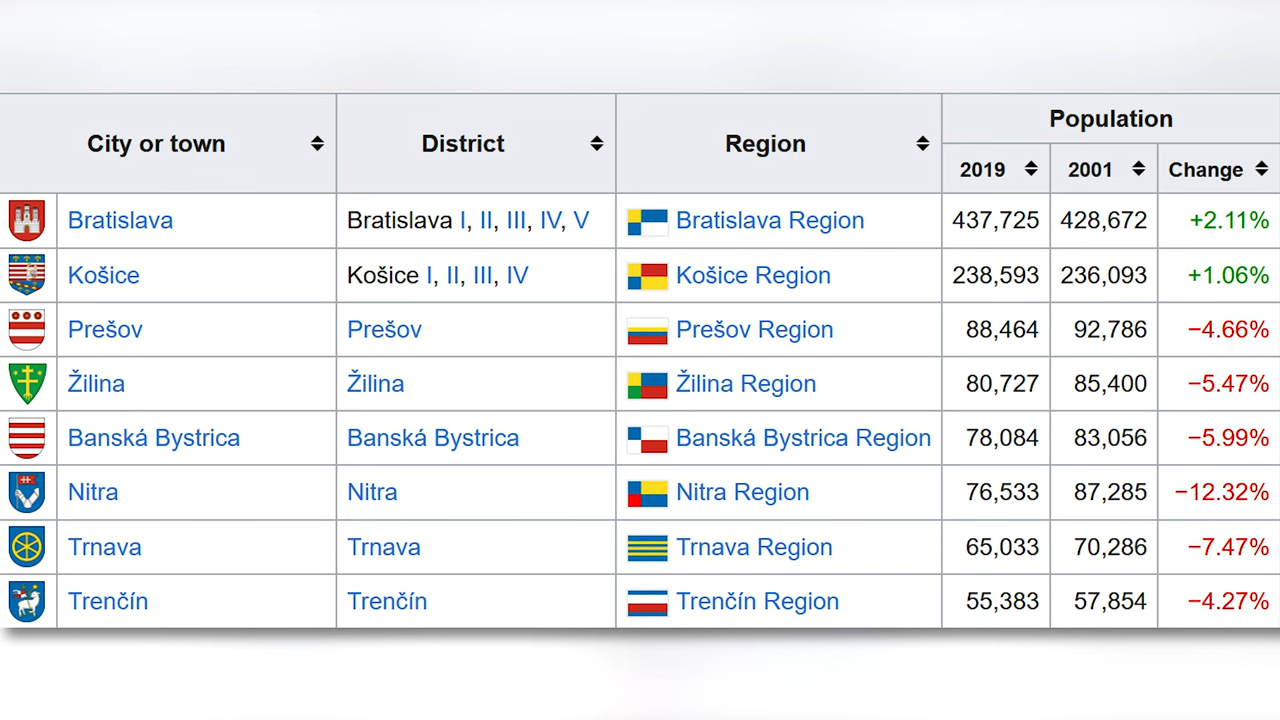 City or town District Region Population
2019 2001 Change
Bratislava Bratislava I, II, III, IV, V Bratislava Region 437,725 428,672 +2.11%
Košice Košice I, II, III, IV Košice Region 238,593 236,093 +1.06%
Prešov Prešov Prešov Region 88,464 92,786 −4.66%
Žilina Žilina Žilina Region 80,727 85,400 −5.47%
Banská Bystrica Banská Bystrica Banská Bystrica Region 78,084 83,056 −5.99%
Nitra Nitra Nitra Region 76,533 87,285 −12.32%
Trnava Trnava Trnava Region 65,033 70,286 −7.47%
Trenčín Trenčín Trenčín Region 55,383 57,854 −4.27%